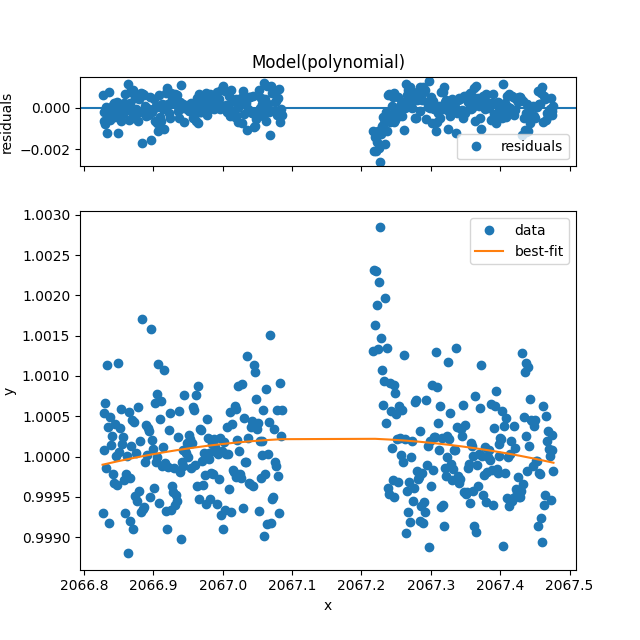 Model(polynomial)
residuals
0.000
−0.002
residuals
1.0030
1.0025
1.0020
1.0015
1.0010
1.0005
1.0000
0.9995
0.9990
y
data
best-fit
2066.8 2066.9 2067.0 2067.1 2067.2 2067.3 2067.4 2067.5
x